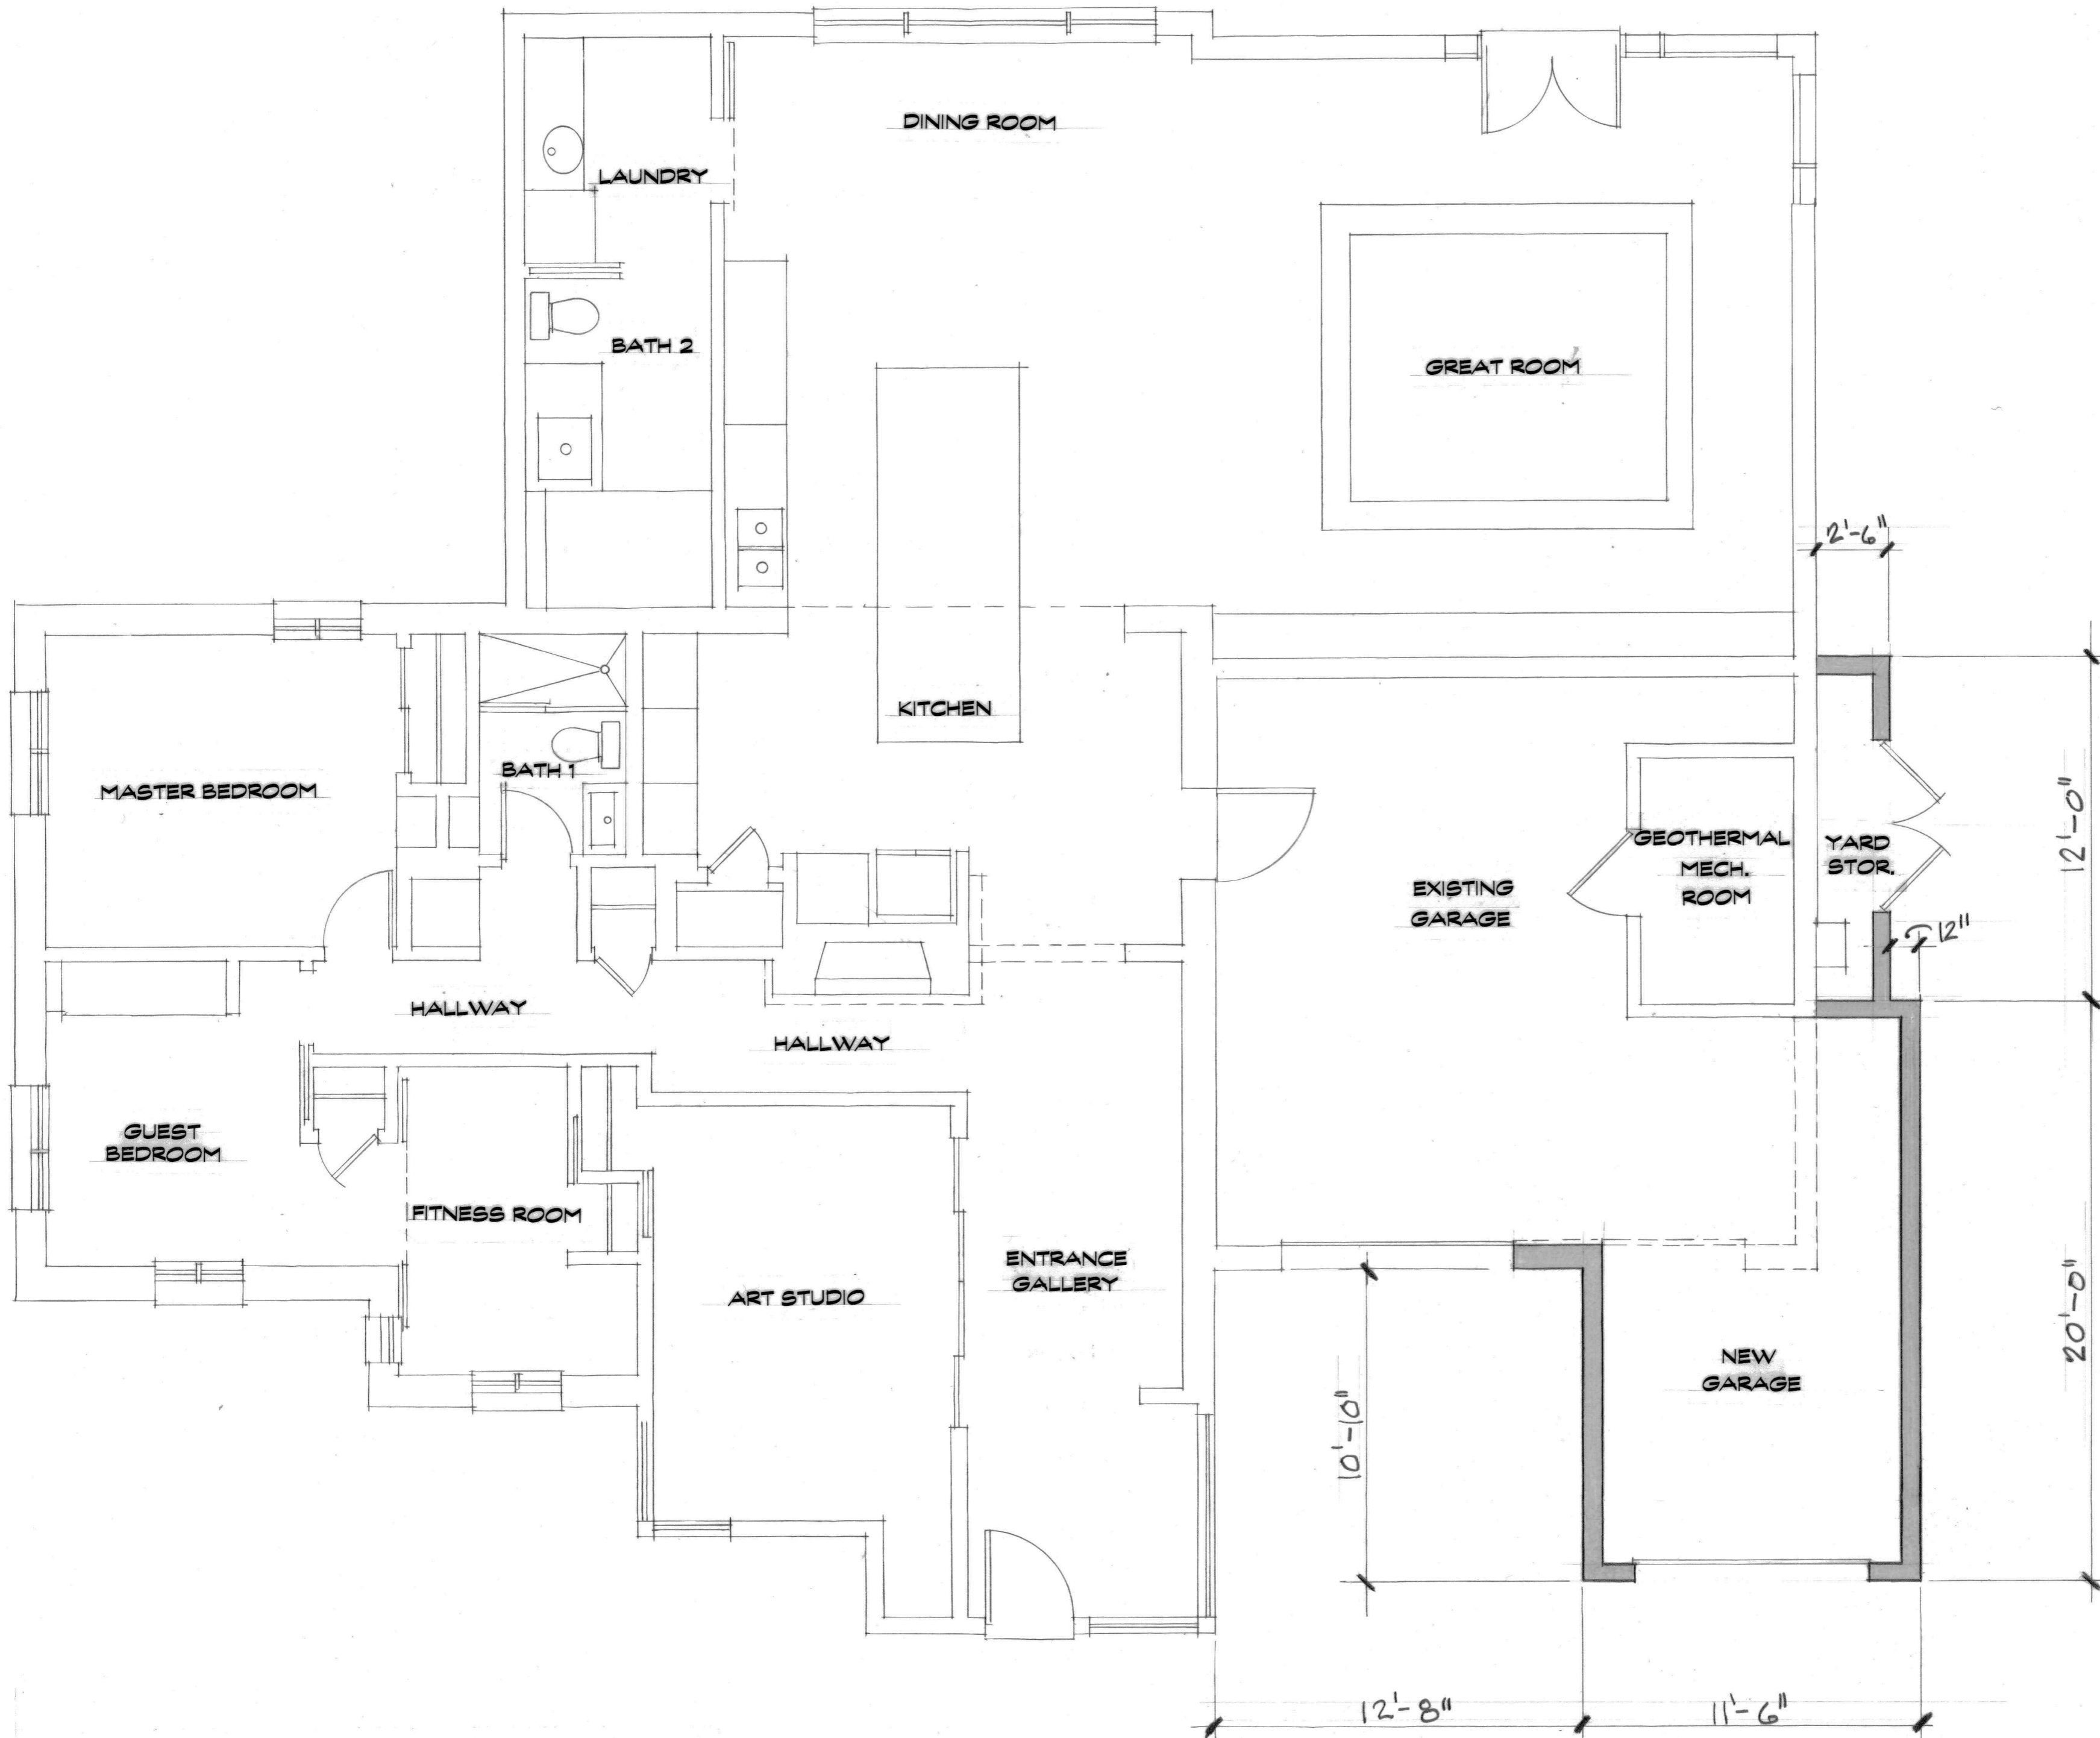 DINING ROOM
LAUNDRY
BATH 2
GREAT ROOM
2'-6"
KITCHEN
BATH 1
MASTER BEDROOM
GEOTHERMAL
MECH.
ROOM
YARD
STOR.
12'-0"
EXISTING
GARAGE
12"
HALLWAY
HALLWAY
GUEST
BEDROOM
FITNESS ROOM
ENTRANCE
GALLERY
ART STUDIO
NEW
GARAGE
10'-10"
20'-0"
12'-8"
11'-6"